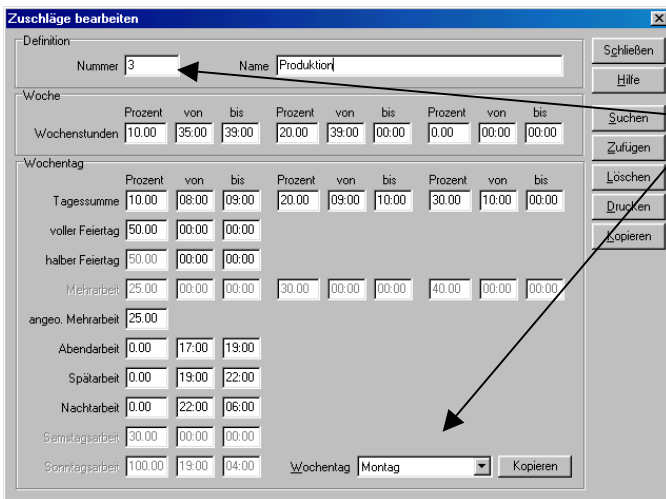 Zuschläge bearbeiten
Definition
Nummer 3 Name Produktion
Schließen
Hilfe
Suchen
Zufügen
Löschen
Drucken
Kopieren
Woche
Prozent von bis Prozent von bis Prozent von bis
Wochenstunden 10.00 35:00 39:00 20.00 39:00 00:00 0.00 00:00 00:00
Wochentag
Prozent von bis Prozent von bis Prozent von bis
Tagessumme 10.00 08:00 09:00 20.00 09:00 10:00 30.00 10:00 00:00
voller Feiertag 50.00 00:00 00:00
halber Feiertag 50.00 00:00 00:00
Mehrarbeit 25.00 00:00 00:00 30.00 00:00 00:00 40.00 00:00 00:00
angeo. Mehrarbeit 25.00
Abendarbeit 0.00 17:00 19:00
Spätarbeit 0.00 19:00 22:00
Nachtarbeit 0.00 22:00 06:00
Samstagsarbeit 30.00 00:00 00:00
Sonntagsarbeit 100.00 19:00 04:00 Wochentag Montag Kopieren